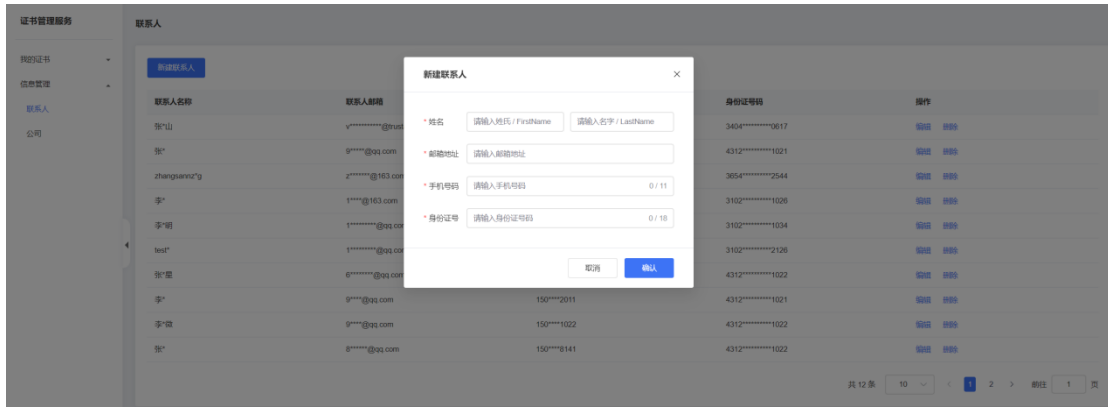 证书管理服务
联系人
我的证书
信息管理
联系人
公司
新建联系人
联系人名称 联系人邮箱 身份证号码 操作
张*山 v***********@trust 3404**********0617 编辑 删除
张* 9*****@qq.com 4312**********1021 编辑 删除
zhangsannz*g z*******@163.com 3654**********2544 编辑 删除
李* 1****@163.com 3102**********1026 编辑 删除
李*明 1**********@qq.com 3102**********1034 编辑 删除
test* 1*********@qq.com 3102**********2126 编辑 删除
张*星 6********@qq.com 4312**********1022 编辑 删除
李* 9****@qq.com 150****2011 4312**********1021 编辑 删除
李*微 9****@qq.com 150****1022 4312**********1022 编辑 删除
张* 8******@qq.com 150****8141 4312**********1022 编辑 删除
共 12 条 10 1 2 前往 1 页
新建联系人
* 姓名 请输入姓氏 / FirstName 请输入名字 / LastName
* 邮箱地址 请输入邮箱地址
* 手机号码 请输入手机号码 0 / 11
* 身份证号 请输入身份证号码 0 / 18
取消 确认